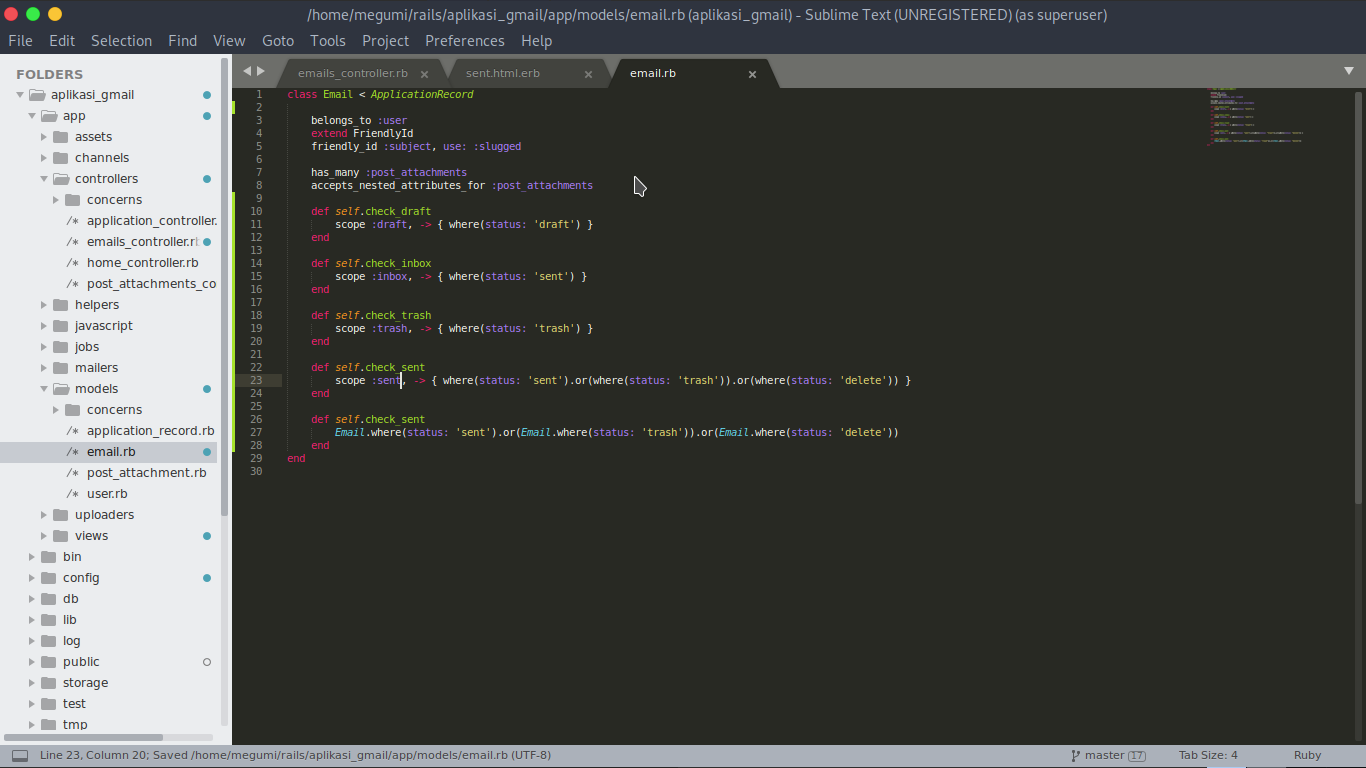 /home/megumi/rails/aplikasi_gmail/app/models/email.rb (aplikasi_gmail) - Sublime Text (UNREGISTERED) (as superuser)
File Edit Selection Find View Goto Tools Project Preferences Help
FOLDERS
aplikasi_gmail
app
assets
channels
controllers
concerns
/* application_controller.
/* emails_controller.rb
/* home_controller.rb
/* post_attachments_co
helpers
javascript
jobs
mailers
models
concerns
/* application_record.rb
/* email.rb
/* post_attachment.rb
/* user.rb
uploaders
views
bin
config
db
lib
log
public
storage
test
tmp
emails_controller.rb × sent.html.erb × email.rb ×
1 class Email < ApplicationRecord
2
3 belongs_to :user
4 extend FriendlyId
5 friendly_id :subject, use: :slugged
6
7 has_many :post_attachments
8 accepts_nested_attributes_for :post_attachments
9
10 def self.check_draft
11 scope :draft, -> { where(status: 'draft') }
12 end
13
14 def self.check_inbox
15 scope :inbox, -> { where(status: 'sent') }
16 end
17
18 def self.check_trash
19 scope :trash, -> { where(status: 'trash') }
20 end
21
22 def self.check_sent
23 scope :sent, -> { where(status: 'sent').or(where(status: 'trash')).or(where(status: 'delete')) }
24 end
25
26 def self.check_sent
27 Email.where(status: 'sent').or(Email.where(status: 'trash')).or(Email.where(status: 'delete'))
28 end
29 end
30
Line 23, Column 20; Saved /home/megumi/rails/aplikasi_gmail/app/models/email.rb (UTF-8) master 17 Tab Size: 4 Ruby